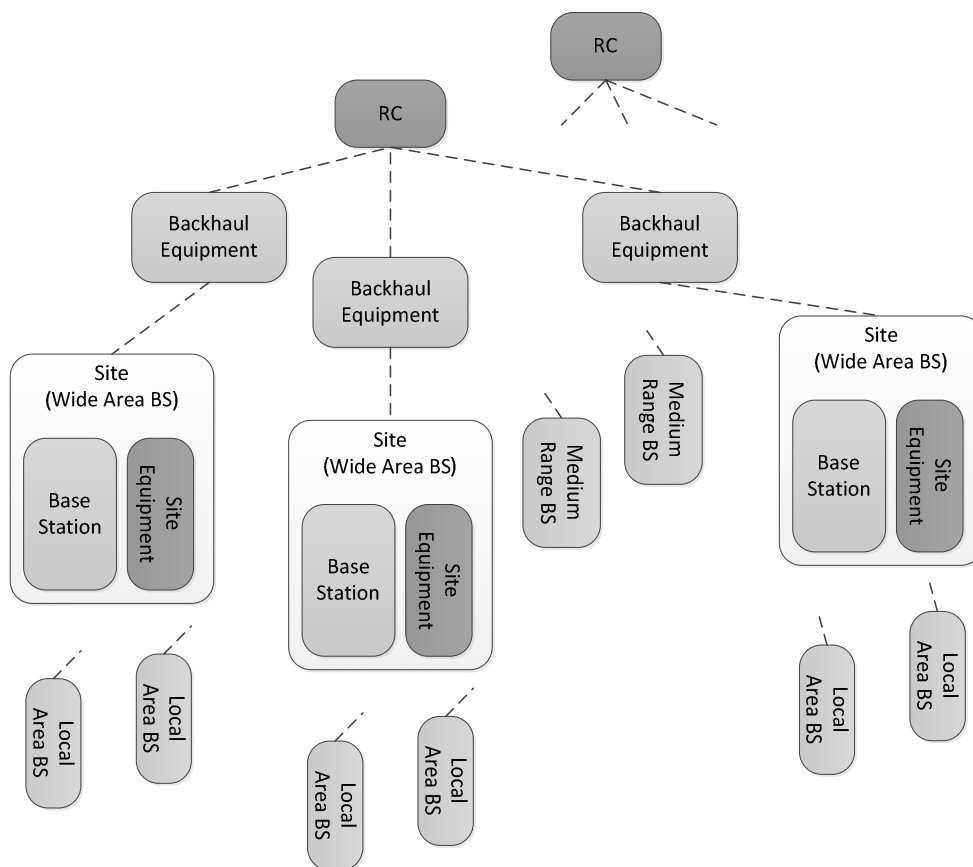 RC
RC
Backhaul
Equipment
Backhaul
Equipment
Backhaul
Equipment
Site
(Wide Area BS)
Base
Station
Site
Equipment
Site
(Wide Area BS)
Base
Station
Site
Equipment
Medium
Range BS
Medium
Range BS
Site
(Wide Area BS)
Base
Station
Site
Equipment
Local
Area BS
Local
Area BS
Local
Area BS
Local
Area BS
Local
Area BS
Local
Area BS